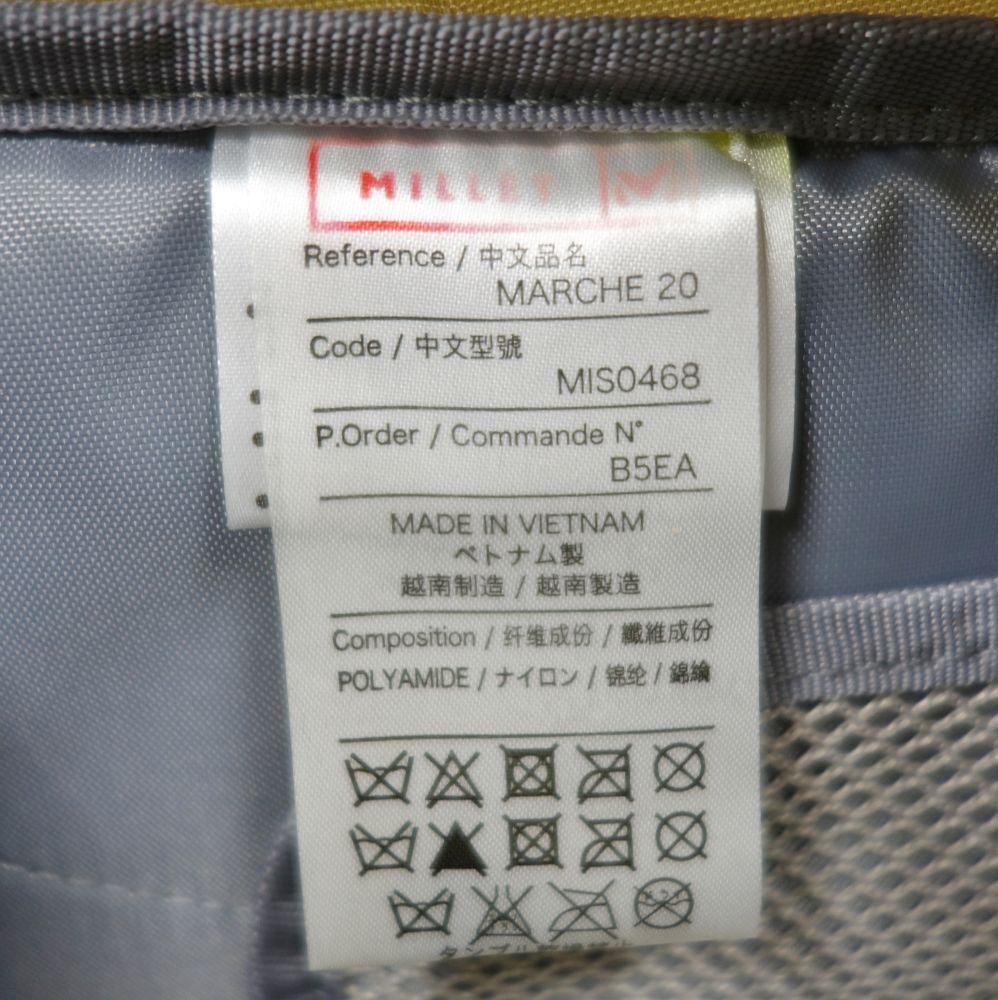 MILLET
Reference / 中文品名
MARCHE 20
Code / 中文型號
MIS0468
P.Order / Commande N°
B5EA
MADE IN VIETNAM
ベトナム製
越南制造 / 越南製造
Composition / 纤维成份 / 纖維成份
POLYAMIDE / ナイロン / 锦纶 / 錦綸